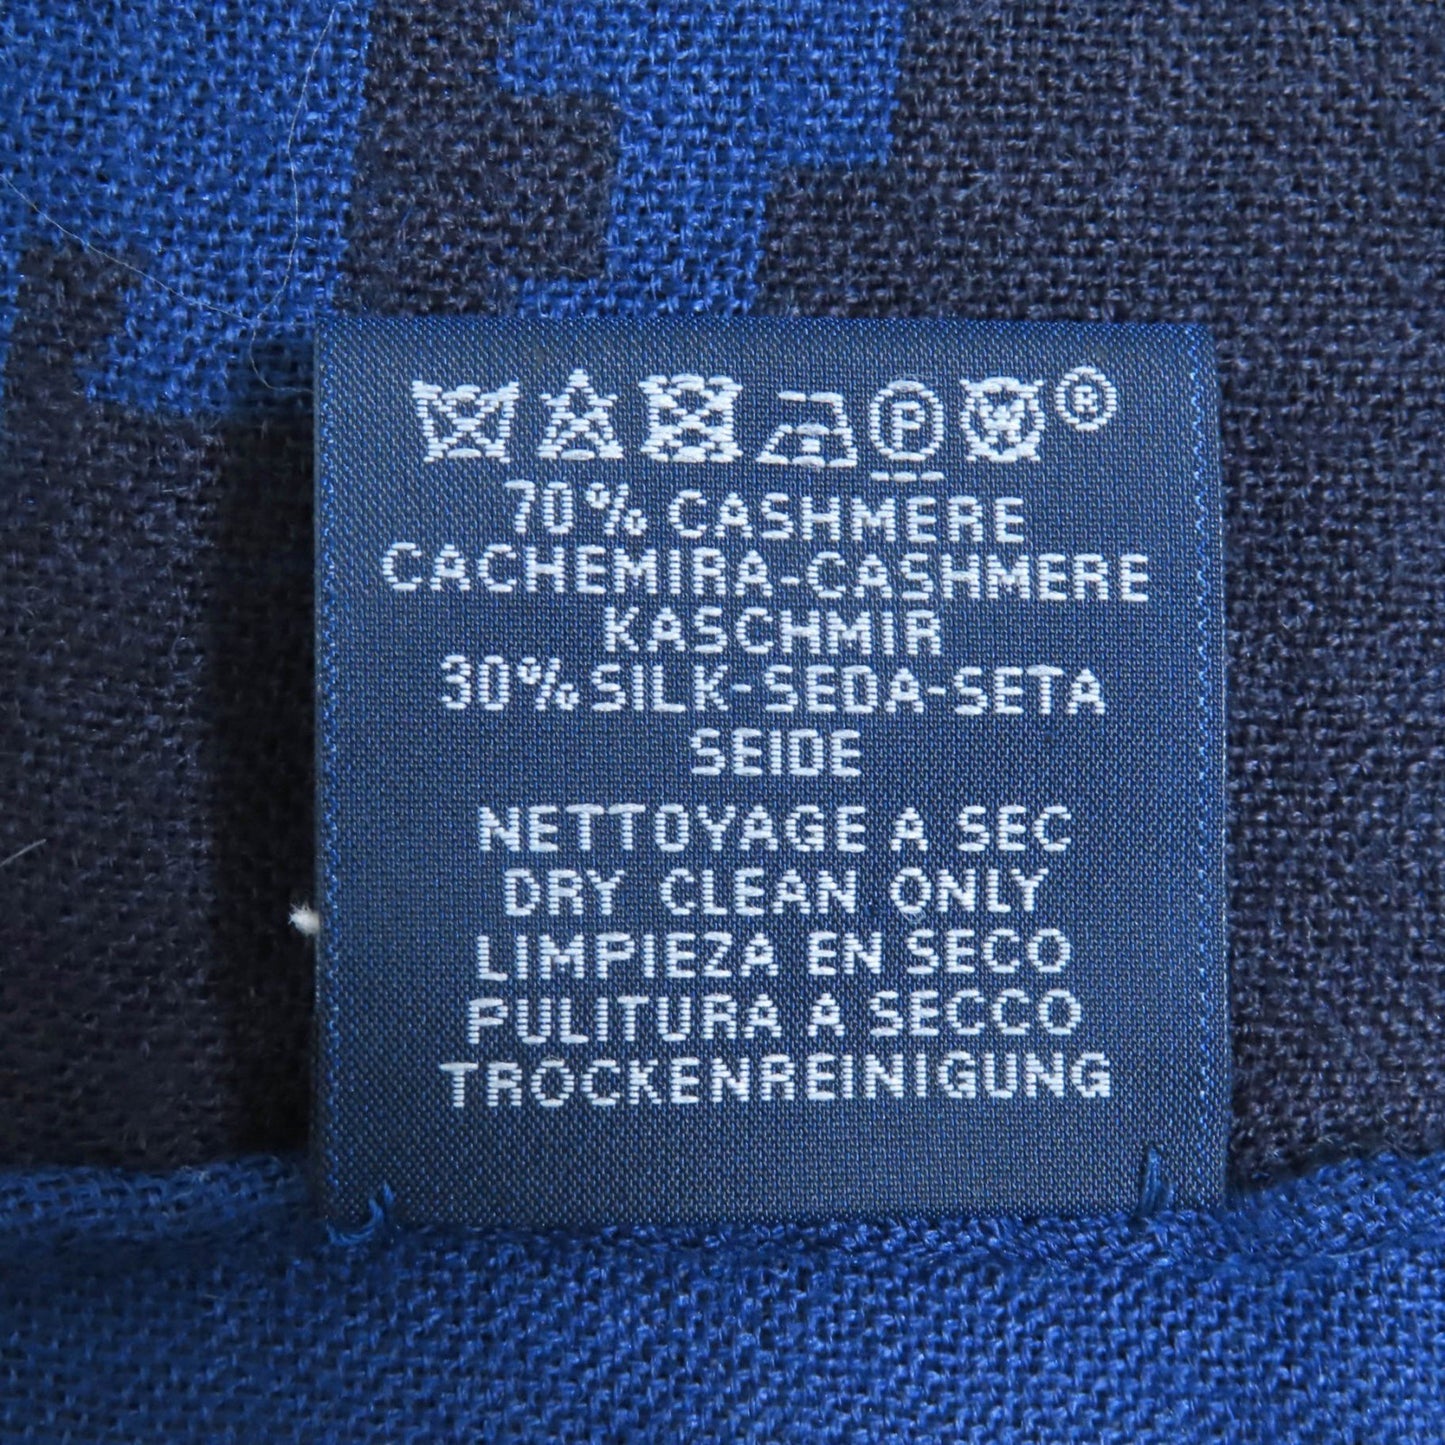 P ®
70% CASHMERE
CACHEMIRA-CASHMERE
KASCHMIR
30% SILK-SEDA-SETA
SEIDE
NETTOYAGE A SEC
DRY CLEAN ONLY
LIMPIEZA EN SECO
PULITURA A SECCO
TROCKENREINIGUNG